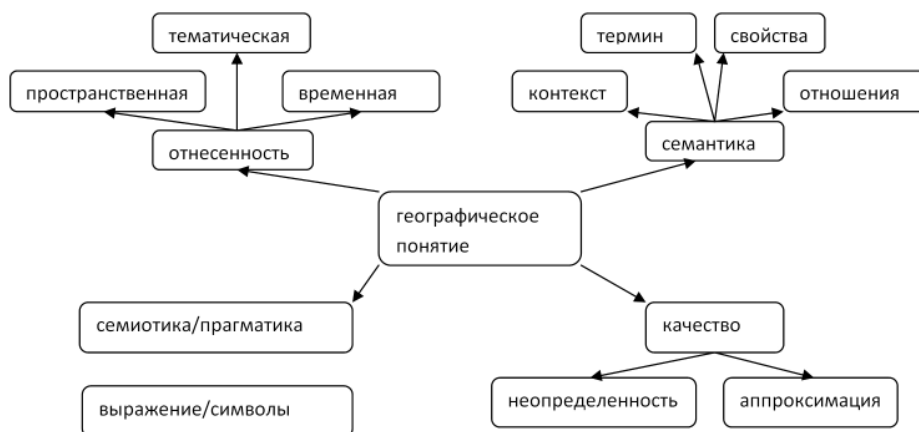 тематическая
термин
свойства
пространственная
временная
контекст
отношения
отнесенность
семантика
географическое
понятие
семиотика/прагматика
качество
неопределенность
аппроксимация
выражение/символы